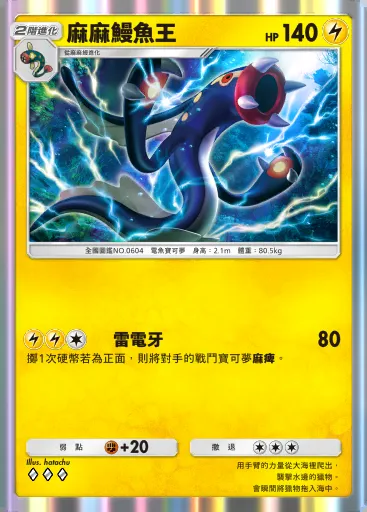 2階進化
麻麻鰻魚王
HP 140
從麻麻鰻進化
全國圖鑑NO.0604 電魚寶可夢 身高：2.1m 體重：80.5kg
雷電牙 80
擲1次硬幣若為正面，則將對手的戰鬥寶可夢麻痺。
弱點 +20 撤退
Illus. hatachu
用手臂的力量從大海裡爬出，
襲擊水邊的獵物。
會瞬間將獵物拖入海中。